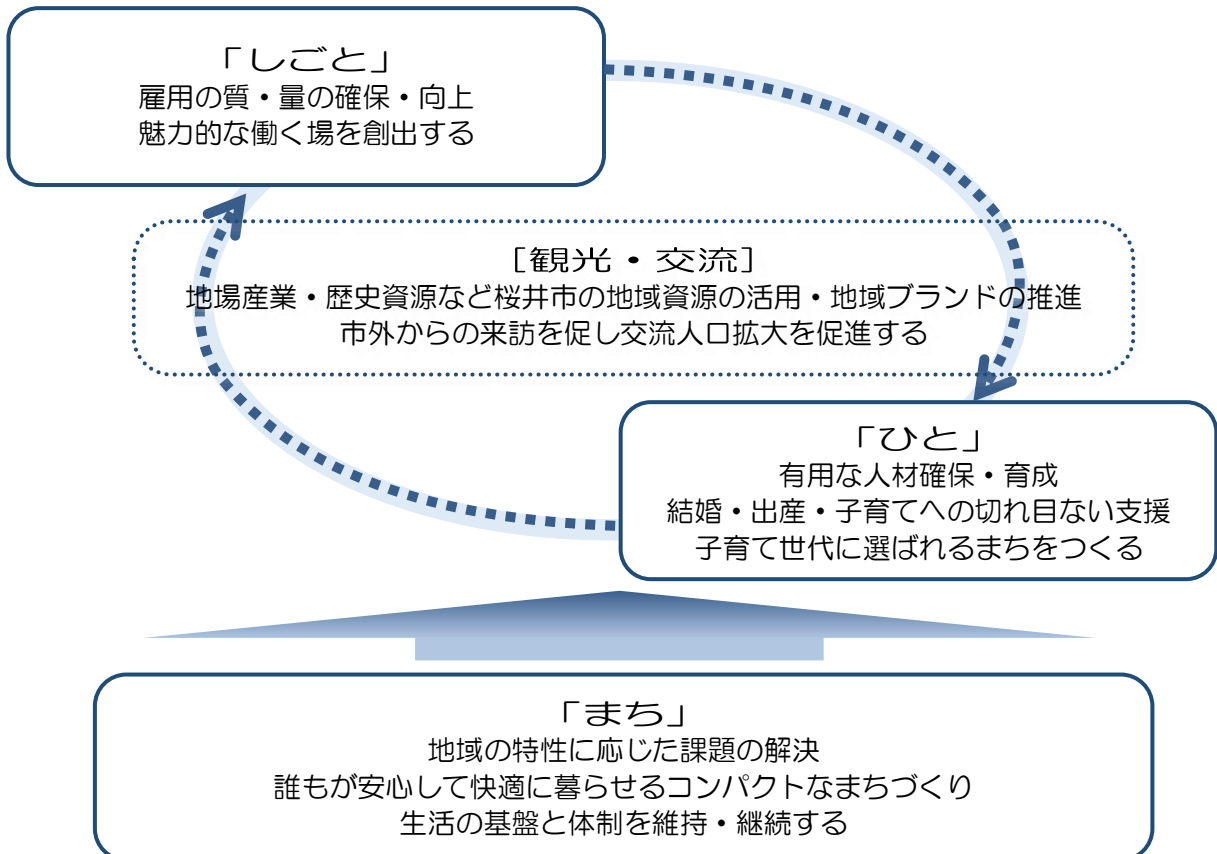 「しごと」
雇用の質・量の確保・向上
魅力的な働く場を創出する
[観光・交流]
地場産業・歴史資源など桜井市の地域資源の活用・地域ブランドの推進
市外からの来訪を促し交流人口拡大を促進する
「ひと」
有用な人材確保・育成
結婚・出産・子育てへの切れ目ない支援
子育て世代に選ばれるまちをつくる
「まち」
地域の特性に応じた課題の解決
誰もが安心して快適に暮らせるコンパクトなまちづくり
生活の基盤と体制を維持・継続する